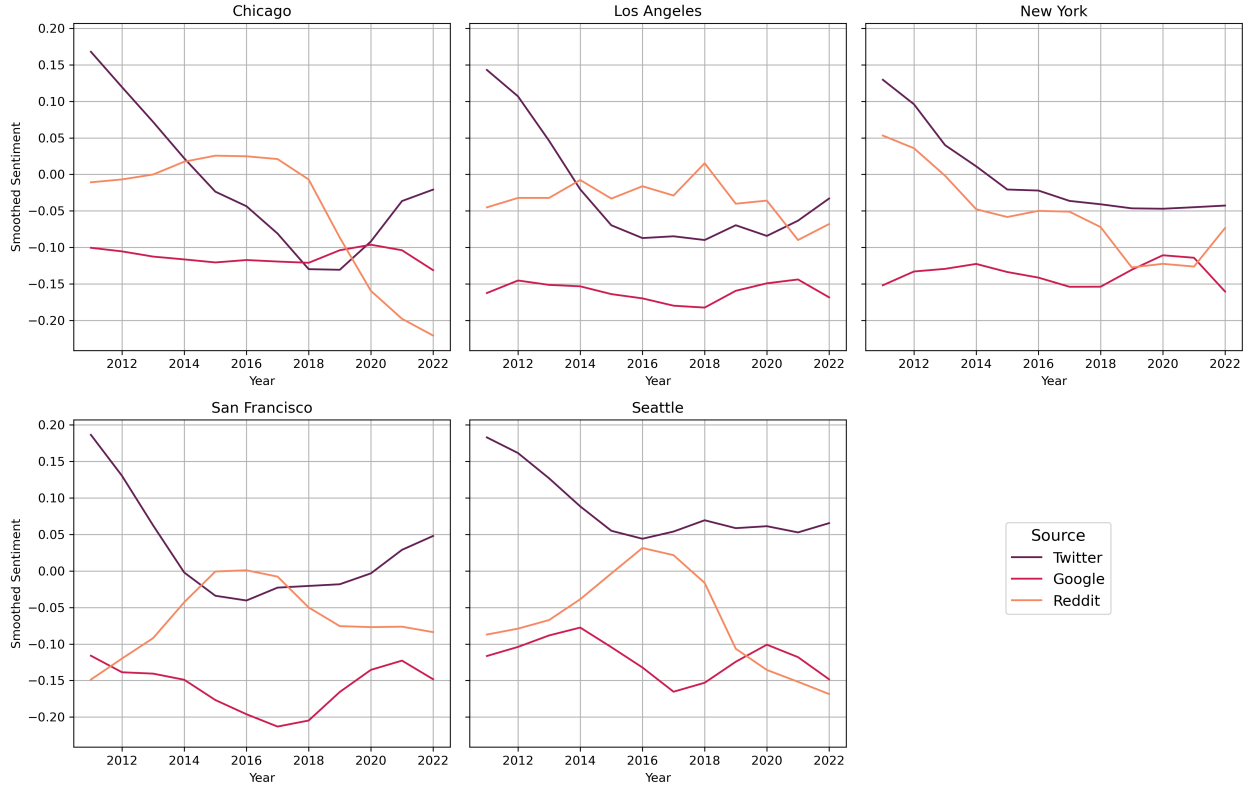 Chicago
Los Angeles
New York
Smoothed Sentiment
0.20
0.15
0.10
0.05
0.00
−0.05
−0.10
−0.15
−0.20
2012 2014 2016 2018 2020 2022
2012 2014 2016 2018 2020 2022
2012 2014 2016 2018 2020 2022
Year
Year
Year
San Francisco
Seattle
Smoothed Sentiment
0.20
0.15
0.10
0.05
0.00
−0.05
−0.10
−0.15
−0.20
2012 2014 2016 2018 2020 2022
2012 2014 2016 2018 2020 2022
Year
Year
Source
Twitter
Google
Reddit